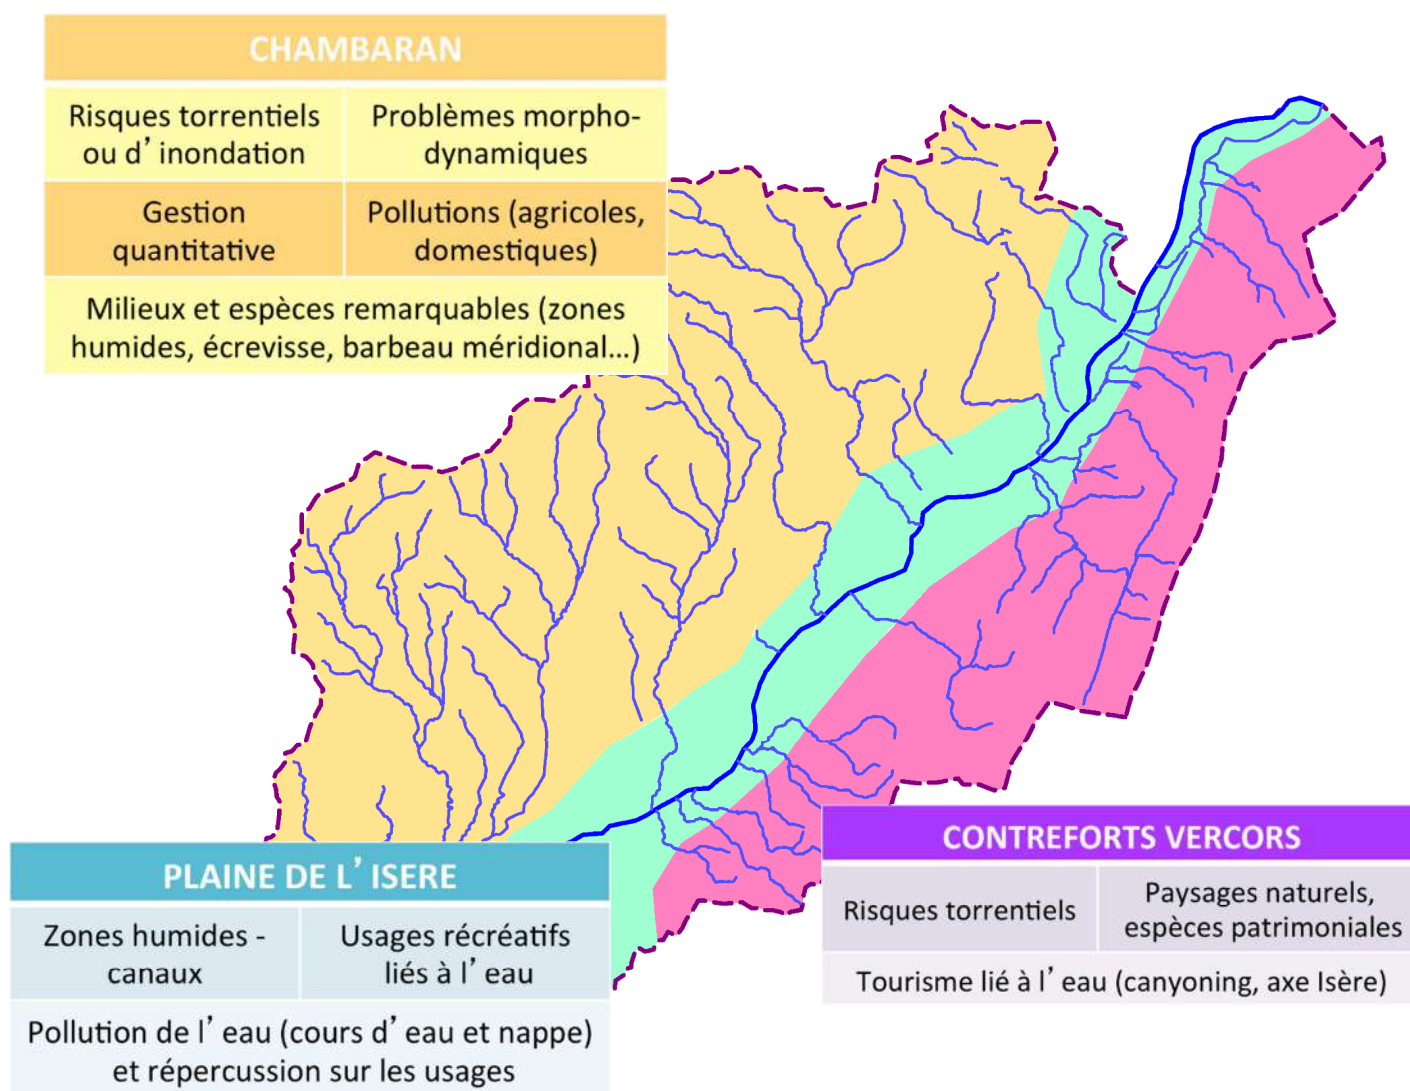 CHAMBARAN
Risques torrentiels
ou d’ inondation
Problèmes morpho-
dynamiques
Gestion
quantitative
Pollutions (agricoles,
domestiques)
Milieux et espèces remarquables (zones
humides, écrevisse, barbeau méridional…)
PLAINE DE L’ ISERE
Zones humides -
canaux
Usages récréatifs
liés à l’ eau
Pollution de l’ eau (cours d’ eau et nappe)
et répercussion sur les usages
CONTREFORTS VERCORS
Risques torrentiels
Paysages naturels,
espèces patrimoniales
Tourisme lié à l’ eau (canyoning, axe Isère)